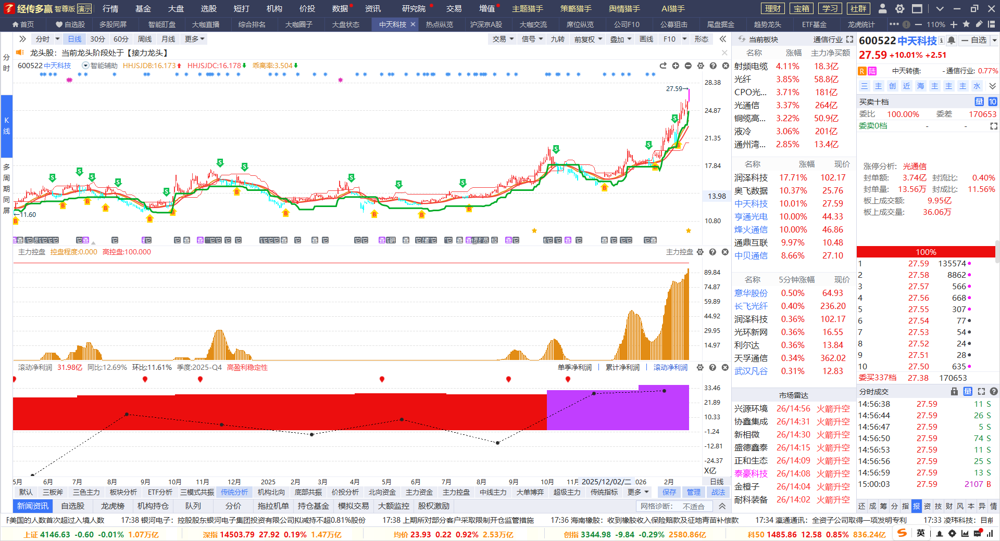 经传多赢 智尊版 演示 行情 基金 大盘 选股 短打 机构 价投 数据 资讯 研究院 交易 增值 主题猎手 策略猎手 舆情猎手 AI猎手 理财 宝箱 学习 社群
首页 自选股 多股同屏 智能盯盘 大咖直播 综合排名 大咖圈子 大盘状态 中天科技 热点纵览 沪深京A股 大咖交流 席位纵览 公司F10 公募狙击 尾盘掘金 趋势龙头 ETF基金 龙虎统计 110%
分时 日线 30分 60分 周线 月线 更多 交易 信号 九转 前复权 叠加 画线 F10 形态
龙头股：当前龙头阶段处于【接力龙头】
600522 中天科技 智能辅助 HHJSJDB:16.173 HHJSJDC:16.178 乖离率:3.504
分时
K线
多周期同屏
27.59→
←11.60
28.38
24.87
21.35
17.84
13.98
10.80
主力控盘 控盘程度:0.000 高控盘:100.000 主力控盘
89.84
74.87
59.89
44.92
29.95
14.97
滚动净利润 31.98亿 同比:12.69% 环比:11.61% 季度:2025-Q4 高盈利稳定性 单季净利润 累计净利润 滚动净利润
33.46
21.89
10.33
-1.24
-12.81
-24.37
X亿
5月 6月 7月 8月 9月 10月 11月 12月 2025 2月 3月 4月 5月 6月 7月 8月 9月 10月 11月 2025/12/02/二 026 2月 日线
默认 三板斧 三色主力 板块分析 ETF分析 三模式共振 传统分析 机构北向 底部共振 价投分析 北向资金 主力资金 主力控盘 中线主力 大单博弈 超级主力 传统指标 更多 保存 管理 战法
新闻资讯 自选股 龙虎榜 机构持仓 队列 分价 拖拉机单 持仓基金 模拟交易 大额监控 股权激励 网格诊断： 不适合
当前板块 通信行业
名称 涨幅 主力净买额
射频电缆 4.11% 18.3亿
光纤 3.85% 58.8亿
CPO光... 3.71% 181亿
光通信 3.37% 264亿
铜缆高... 3.22% 50.9亿
液冷 3.06% 201亿
通州湾... 2.85% 13.4亿
名称 涨幅 现价
润泽科技 17.71% 102.17
奥飞数据 10.37% 25.76
中天科技 10.01% 27.59
亨通光电 10.00% 44.33
烽火通信 10.00% 46.86
通鼎互联 9.97% 10.48
中贝通信 8.66% 27.10
名称 5分钟涨幅 现价
意华股份 0.50% 64.93
长飞光纤 0.40% 236.20
润泽科技 0.36% 102.17
光环新网 0.36% 16.55
利尔达 0.36% 13.84
天孚通信 0.34% 362.02
武汉凡谷 0.31% 12.83
市场雷达
兴源环境 26/14:56 火箭升空
协鑫集成 26/14:31 火箭升空
新相微 26/14:30 火箭升空
盛德鑫泰 26/14:15 火箭升空
正和生态 26/14:09 火箭升空
泰豪科技 26/14:08 火箭升空
金橙子 26/14:04 火箭升空
耐科装备 26/14:02 火箭升空
600522 中天科技 自选
27.59 +10.01% +2.51
R 陆 中天转债: - 通信行业: 0.77%
三 主 创 近 海 主 主 主 水
买卖十档 量 10
委比 100.00% 委差 170653
委卖0档 - -
涨停分析: 光通信
封单额: 3.74亿 封流比: 0.40%
封单量: 13.56万 封成比: 11.56%
板上成交额: 9.95亿
板上成交量: 36.06万
100%
1 27.59 135574
2 27.58 8862
3 27.57 566
4 27.56 668
5 27.55 307
6 27.54 77
7 27.53 54
8 27.52 24
9 27.51 28
10 27.50 635
委买337档 27.38 170653
分时成交 量
14:56:38 27.59 11 S
14:56:44 27.59 26 S
14:56:47 27.59 5 S
14:56:50 27.59 74 S
14:56:53 27.59 11 S
14:56:56 27.59 25 S
14:56:59 27.59 13 S
15:00:03 27.59 2107 B
还 成 筹 分 指 报 资 技 财 风 本 异 情
美国的人数首次超过入境人数 17:38 银河电子：控股股东银河电子集团投资有限公司拟减持不超0.81%股份 17:38 上期所对部分客户采取限制开仓监管措施 17:36 海南橡胶：收到橡胶收入保险赔款及征地青苗补偿款 17:34 瀛通通讯：全资子公司取得一项发明专利 17:33 凌玮科技：目前
上证 4146.63 -0.60 -0.01% 1.07万亿 深指 14503.79 27.92 0.19% 1.47万亿 均价 23.93 0.22 0.92% 2.53万亿 创指 3344.98 -9.84 -0.29% 2580.86亿 科50 1485.86 12.58 0.85% 836.24亿 英